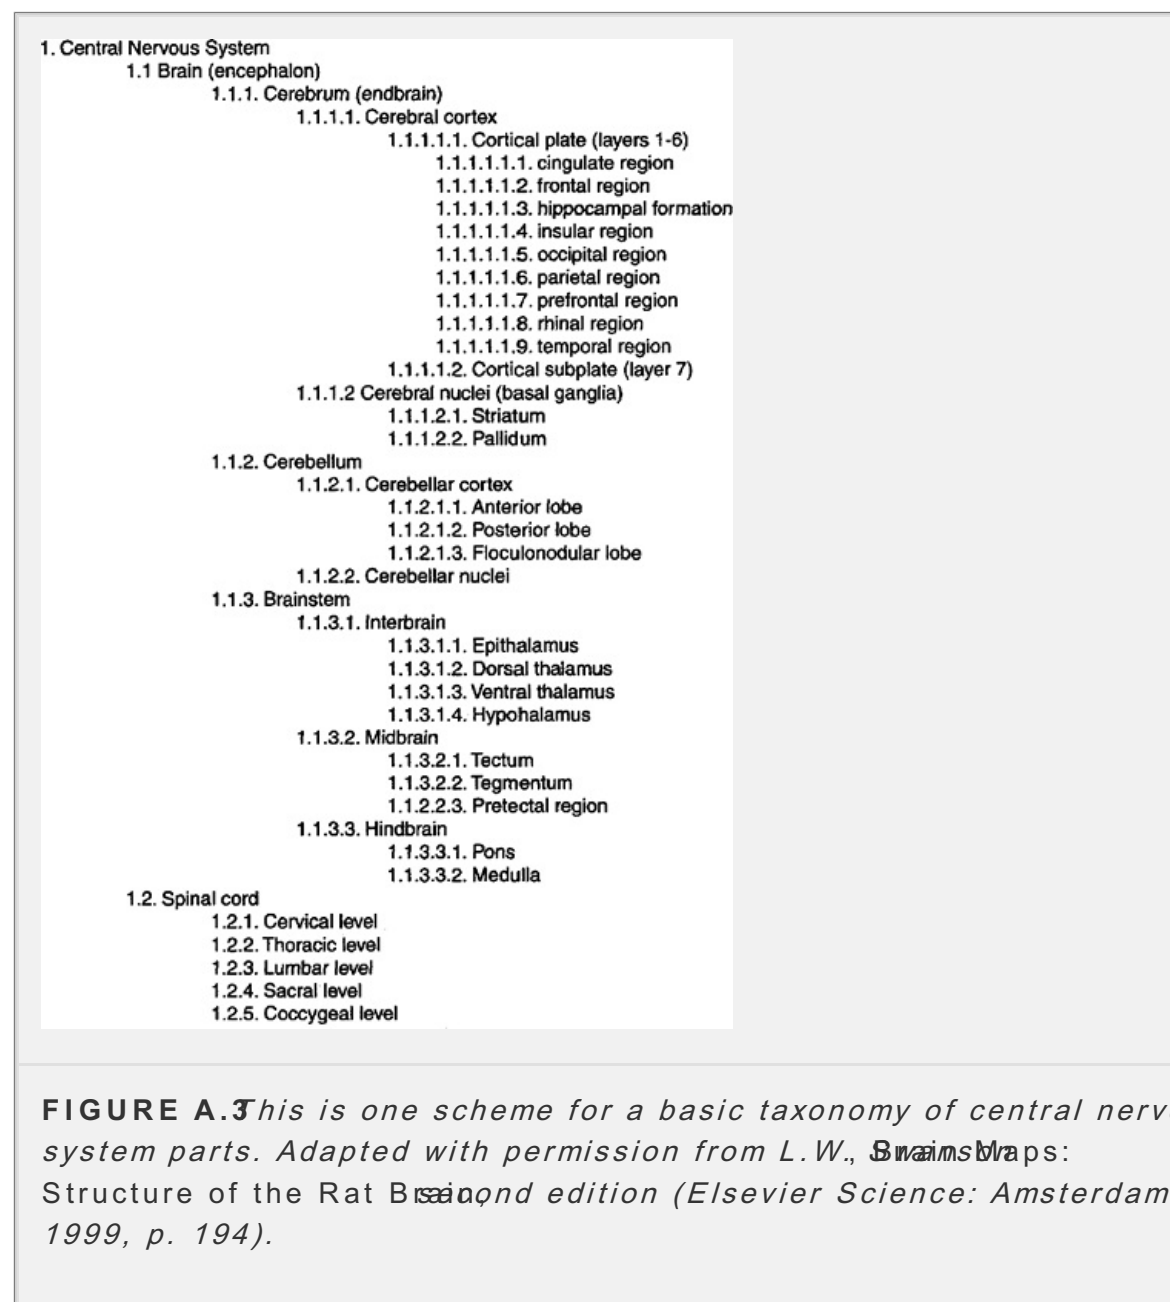 1. Central Nervous System
1.1 Brain (encephalon)
1.1.1. Cerebrum (endbrain)
1.1.1.1. Cerebral cortex
1.1.1.1.1. Cortical plate (layers 1-6)
1.1.1.1.1.1. cingulate region
1.1.1.1.1.2. frontal region
1.1.1.1.1.3. hippocampal formation
1.1.1.1.1.4. insular region
1.1.1.1.1.5. occipital region
1.1.1.1.1.6. parietal region
1.1.1.1.1.7. prefrontal region
1.1.1.1.1.8. rhinal region
1.1.1.1.1.9. temporal region
1.1.1.1.2. Cortical subplate (layer 7)
1.1.1.2 Cerebral nuclei (basal ganglia)
1.1.1.2.1. Striatum
1.1.1.2.2. Pallidum
1.1.2. Cerebellum
1.1.2.1. Cerebellar cortex
1.1.2.1.1. Anterior lobe
1.1.2.1.2. Posterior lobe
1.1.2.1.3. Floculonodular lobe
1.1.2.2. Cerebellar nuclei
1.1.3. Brainstem
1.1.3.1. Interbrain
1.1.3.1.1. Epithalamus
1.1.3.1.2. Dorsal thalamus
1.1.3.1.3. Ventral thalamus
1.1.3.1.4. Hypohalamus
1.1.3.2. Midbrain
1.1.3.2.1. Tectum
1.1.3.2.2. Tegmentum
1.1.2.2.3. Pretectal region
1.1.3.3. Hindbrain
1.1.3.3.1. Pons
1.1.3.3.2. Medulla
1.2. Spinal cord
1.2.1. Cervical level
1.2.2. Thoracic level
1.2.3. Lumbar level
1.2.4. Sacral level
1.2.5. Coccygeal level
FIGURE A.3 This is one scheme for a basic taxonomy of central nerv
system parts. Adapted with permission from L.W. Swanson, Brain Maps:
Structure of the Rat Brain, second edition (Elsevier Science: Amsterdam
1999, p. 194).